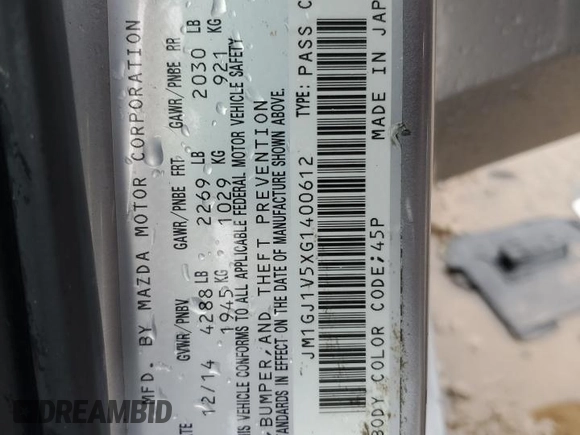 MFD. BY MAZDA MOTOR CORPORATION
DATE GVWR/PNBV GAWR/PNBE FRT GAWR/PNBE RR
12/14 4288 LB 2269 LB 2030 LB
1945 KG 1029 KG 921 KG
THIS VEHICLE CONFORMS TO ALL APPLICABLE FEDERAL MOTOR VEHICLE SAFETY
BUMPER, AND THEFT PREVENTION
STANDARDS IN EFFECT ON THE DATE OF MANUFACTURE SHOWN ABOVE.
JM1GJ1V5XG1400612 TYPE: PASS C
BODY COLOR CODE;45P MADE IN JAP
DREAMBID